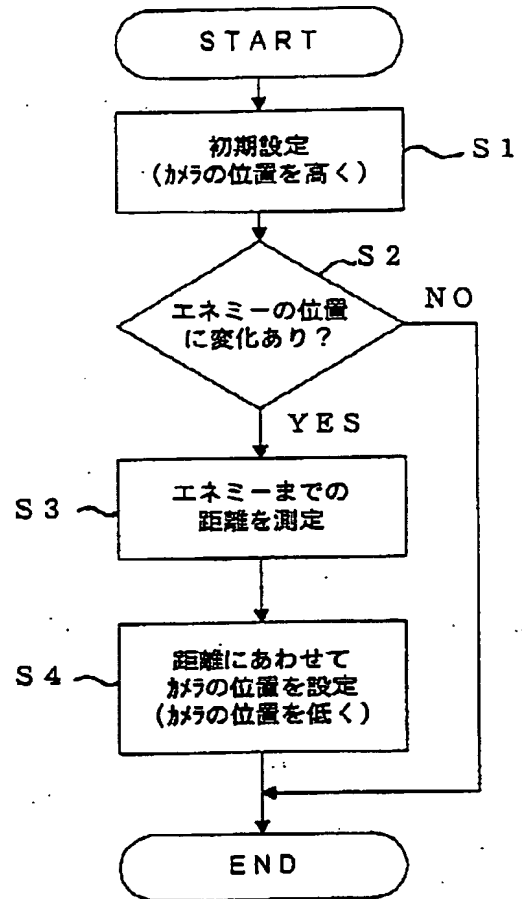 START
初期設定
(ｶﾒﾗの位置を高く)
S1
S2
エネミーの位置
に変化あり?
NO
YES
S3
エネミーまでの
距離を測定
S4
距離にあわせて
ｶﾒﾗの位置を設定
(ｶﾒﾗの位置を低く)
END